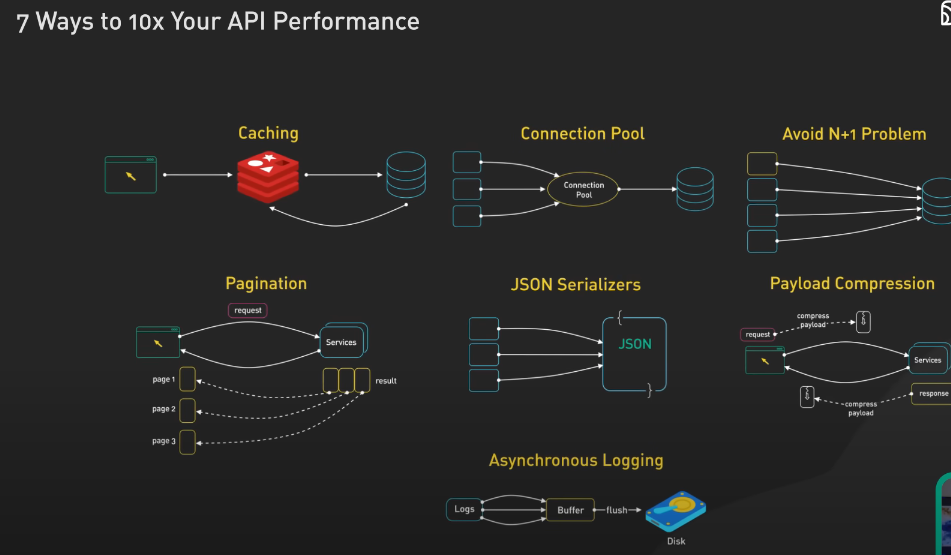 7 Ways to 10x Your API Performance
Caching
Connection Pool
Connection
Pool
Avoid N+1 Problem
Pagination
request
Services
page 1
page 2
page 3
result
JSON Serializers
{
JSON
}
Payload Compression
compress
payload
request
Services
response
compress
payload
Asynchronous Logging
Logs
Buffer
flush
Disk